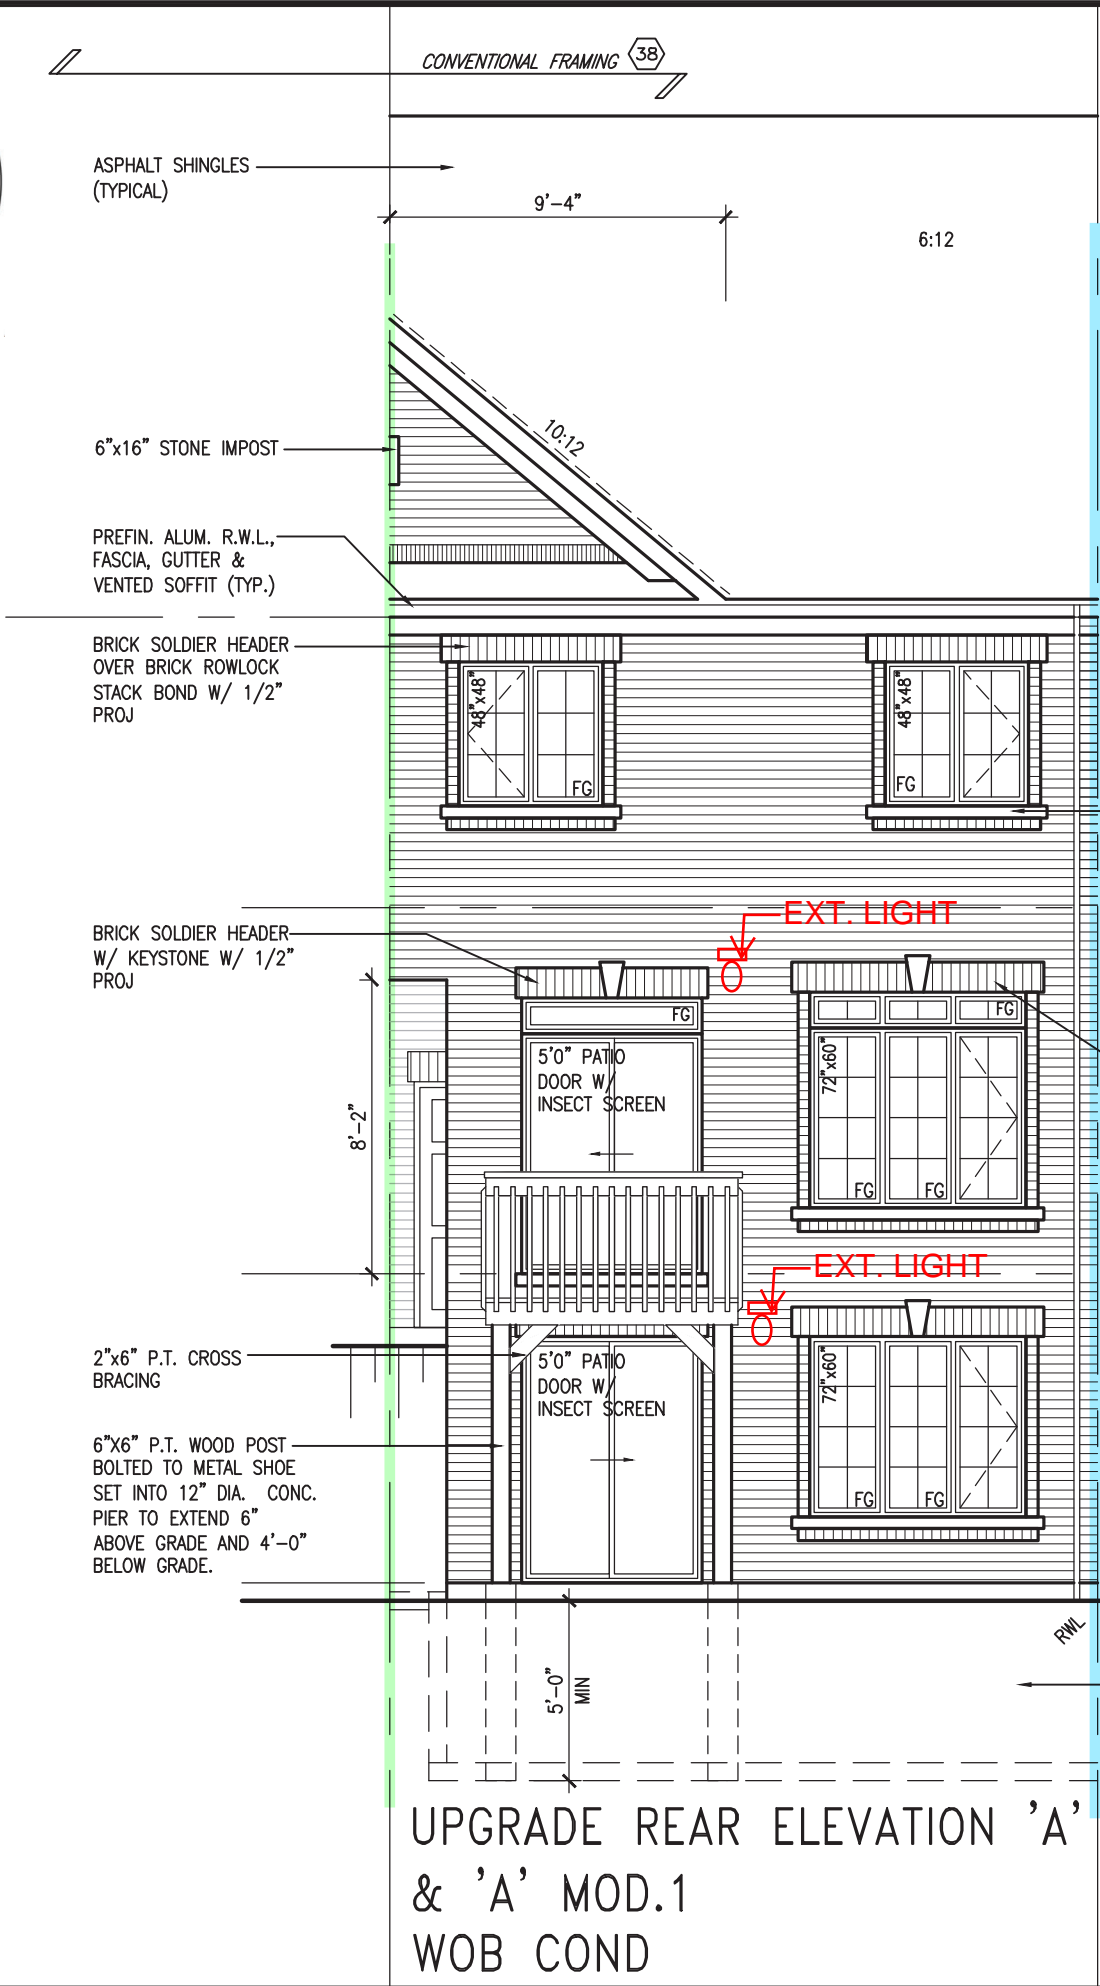 CONVENTIONAL FRAMING 38
ASPHALT SHINGLES
(TYPICAL)
9'-4"
6:12
10:12
6"x16" STONE IMPOST
PREFIN. ALUM. R.W.L.,
FASCIA, GUTTER &
VENTED SOFFIT (TYP.)
BRICK SOLDIER HEADER
OVER BRICK ROWLOCK
STACK BOND W/ 1/2"
PROJ
48"x48"
FG
48"x48"
FG
EXT. LIGHT
BRICK SOLDIER HEADER
W/ KEYSTONE W/ 1/2"
PROJ
FG
FG
5'0" PATIO
DOOR W/
INSECT SCREEN
72"x60"
8'-2"
FG
FG
EXT. LIGHT
2"x6" P.T. CROSS
BRACING
5'0" PATIO
DOOR W/
INSECT SCREEN
72"x60"
6"X6" P.T. WOOD POST
BOLTED TO METAL SHOE
SET INTO 12" DIA. CONC.
PIER TO EXTEND 6"
ABOVE GRADE AND 4'-0"
BELOW GRADE.
FG
FG
RWL
5'-0"
MIN
UPGRADE REAR ELEVATION 'A'
& 'A' MOD.1
WOB COND